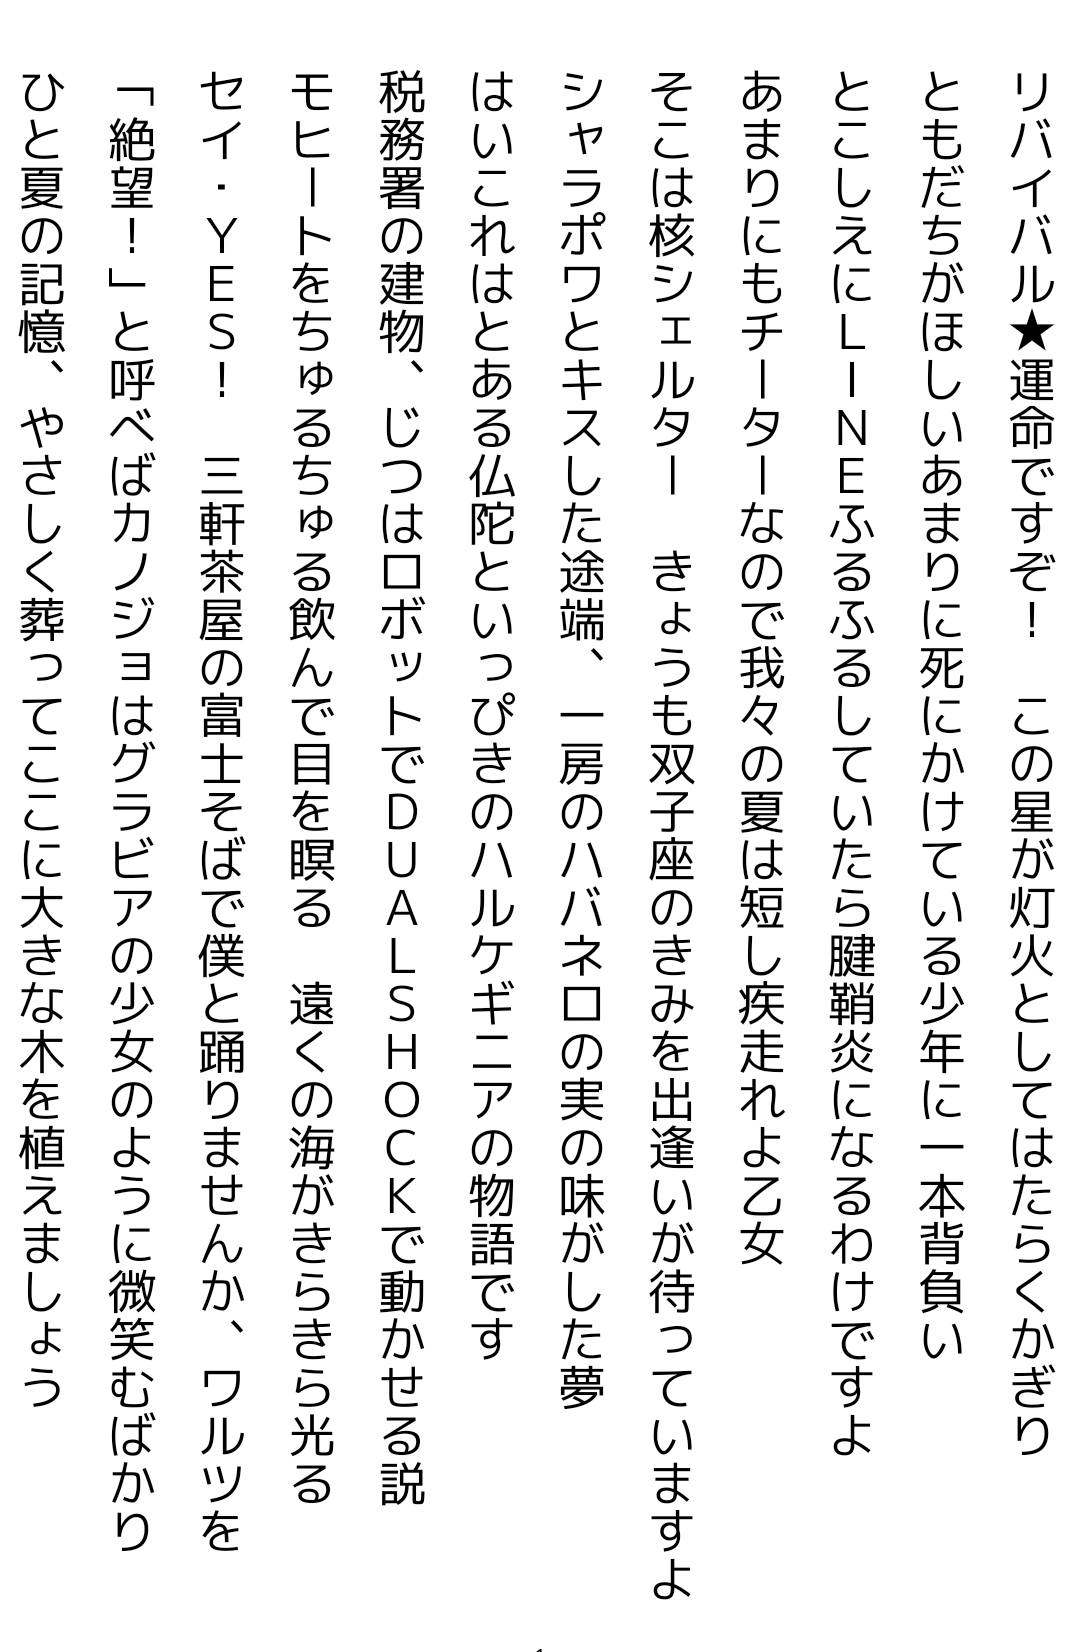 リバイバル★運命ですぞ！　この星が灯火としてはたらくかぎり
ともだちがほしいあまりに死にかけている少年に一本背負い
とこしえにＬＩＮＥふるふるしていたら腱鞘炎になるわけですよ
あまりにもチーターなので我々の夏は短し疾走れよ乙女
そこは核シェルター　きょうも双子座のきみを出逢いが待っていますよ
シャラポワとキスした途端、一房のハバネロの実の味がした夢
はいこれはとある仏陀といっぴきのハルケギニアの物語です
税務署の建物、じつはロボットでＤＵＡＬＳＨＯＣＫで動かせる説
モヒートをちゅるちゅる飲んで目を瞑る　遠くの海がきらきら光る
セイ・ＹＥＳ！　三軒茶屋の富士そばで僕と踊りませんか、ワルツを
「絶望！」と呼べばカノジョはグラビアの少女のように微笑むばかり
ひと夏の記憶、やさしく葬ってここに大きな木を植えましょう